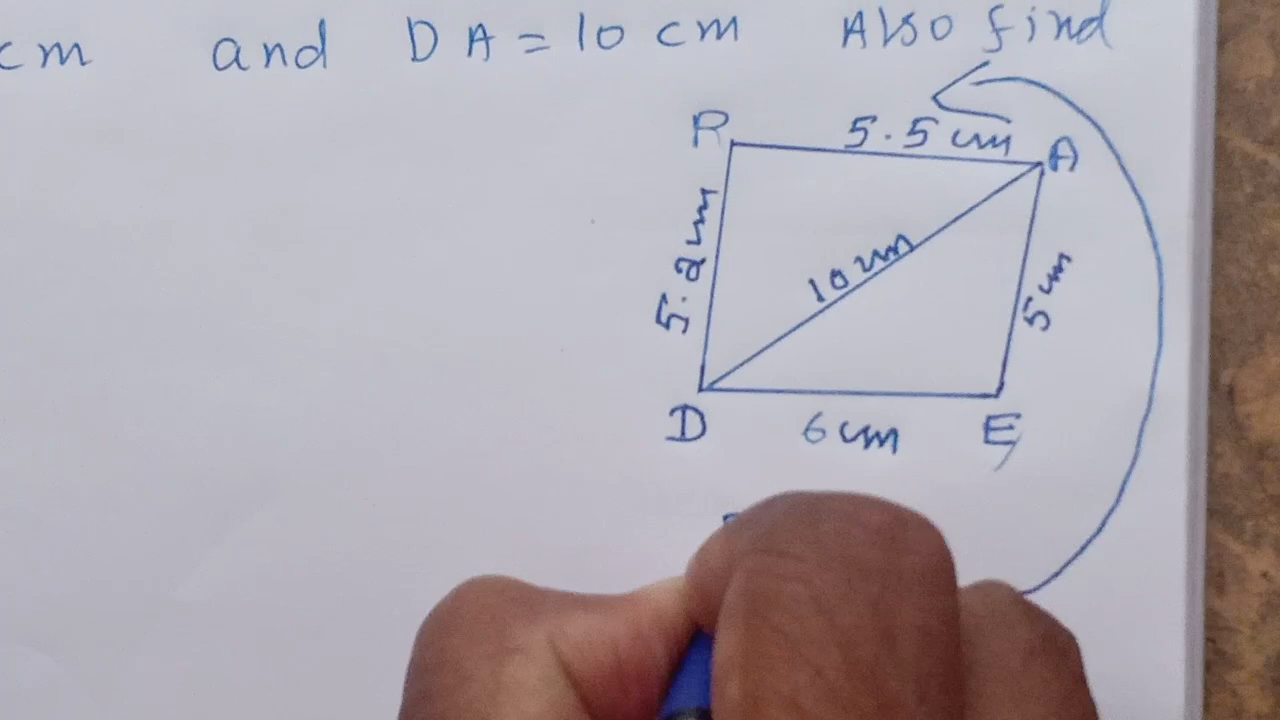 cm and DA = 10 cm Also find
R 5.5 cm A
5.2 cm
10 cm
5 cm
D 6 cm E